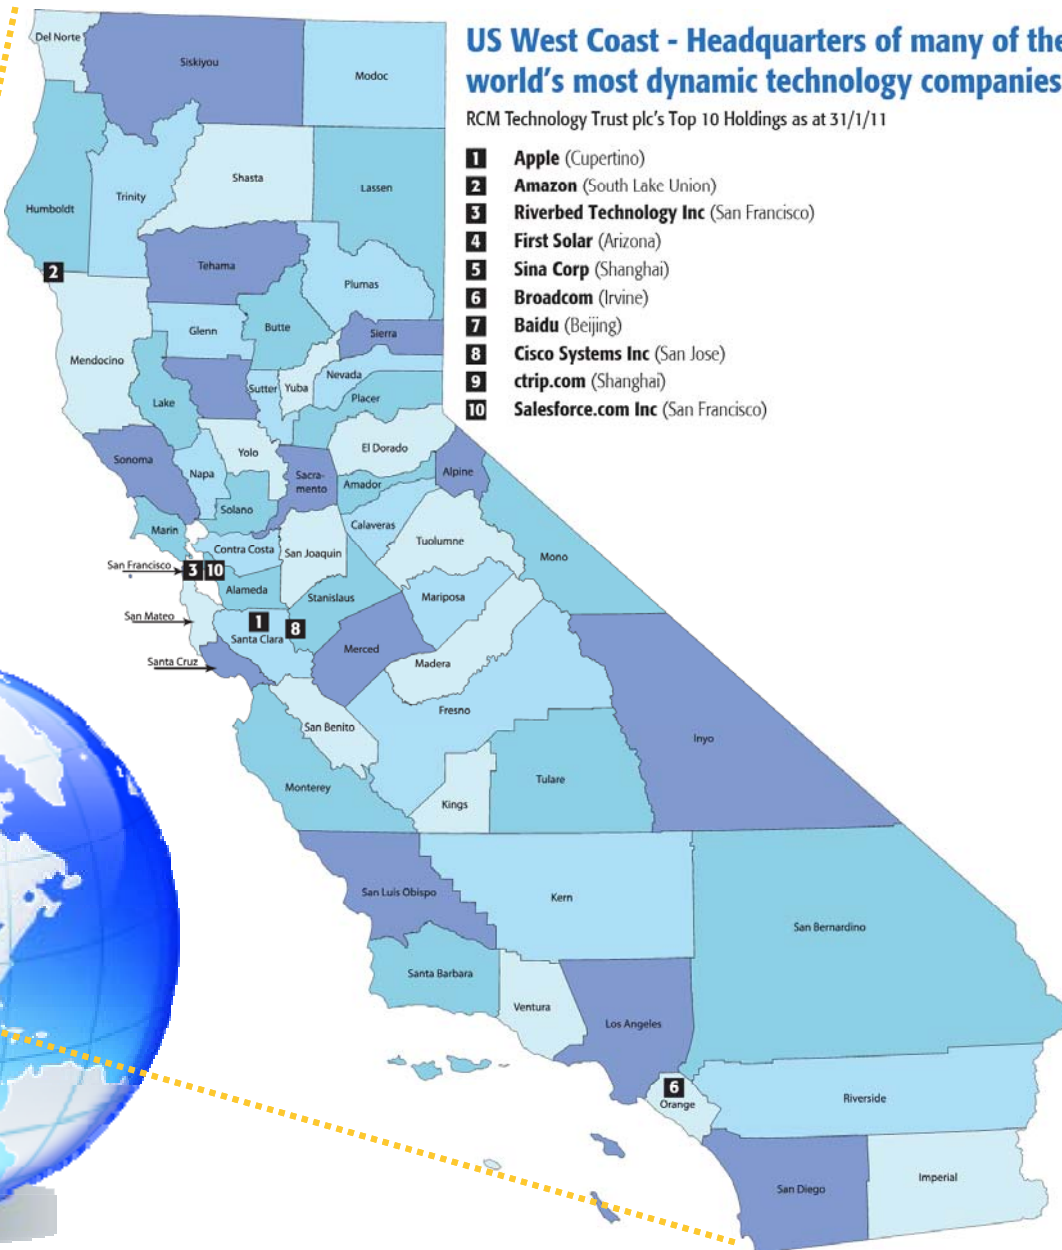 US West Coast - Headquarters of many of the
world's most dynamic technology companies
RCM Technology Trust plc's Top 10 Holdings as at 31/1/11
1 Apple (Cupertino)
2 Amazon (South Lake Union)
3 Riverbed Technology Inc (San Francisco)
4 First Solar (Arizona)
5 Sina Corp (Shanghai)
6 Broadcom (Irvine)
7 Baidu (Beijing)
8 Cisco Systems Inc (San Jose)
9 ctrip.com (Shanghai)
10 Salesforce.com Inc (San Francisco)
Del Norte
Siskiyou
Modoc
Shasta
Lassen
Trinity
Humboldt
2
Tehama
Plumas
Glenn
Butte
Sierra
Mendocino
Nevada
Sutter
Yuba
Lake
Placer
El Dorado
Yolo
Sonoma
Napa
Sacra-
mento
Alpine
Amador
Solano
Marin
Calaveras
Tuolumne
Contra Costa
San Joaquin
Mono
San Francisco
3 10
Alameda
Stanislaus
Mariposa
San Mateo
1
8
Santa Clara
Merced
Santa Cruz
Madera
Fresno
San Benito
Inyo
Monterey
Tulare
Kings
San Luis Obispo
Kern
San Bernardino
Santa Barbara
Ventura
Los Angeles
6
Orange
Riverside
San Diego
Imperial